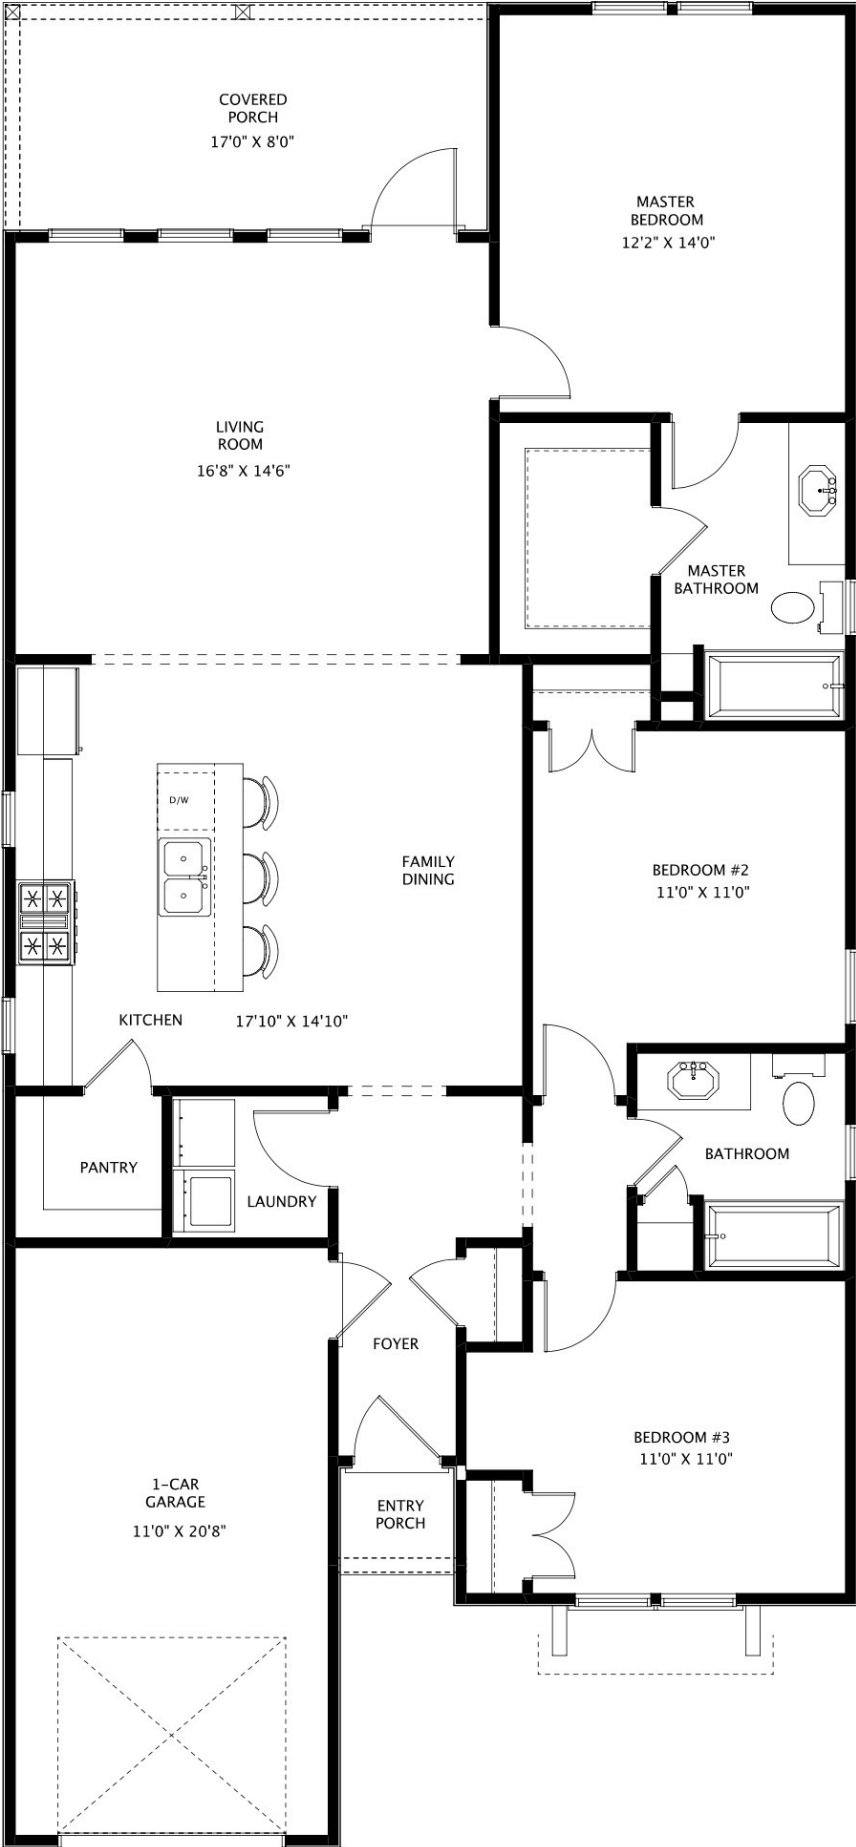 COVERED
PORCH
17'0" X 8'0"
MASTER
BEDROOM
12'2" X 14'0"
LIVING
ROOM
16'8" X 14'6"
MASTER
BATHROOM
D/W
FAMILY
DINING
BEDROOM #2
11'0" X 11'0"
KITCHEN
17'10" X 14'10"
PANTRY
LAUNDRY
BATHROOM
FOYER
BEDROOM #3
11'0" X 11'0"
1-CAR
GARAGE
11'0" X 20'8"
ENTRY
PORCH